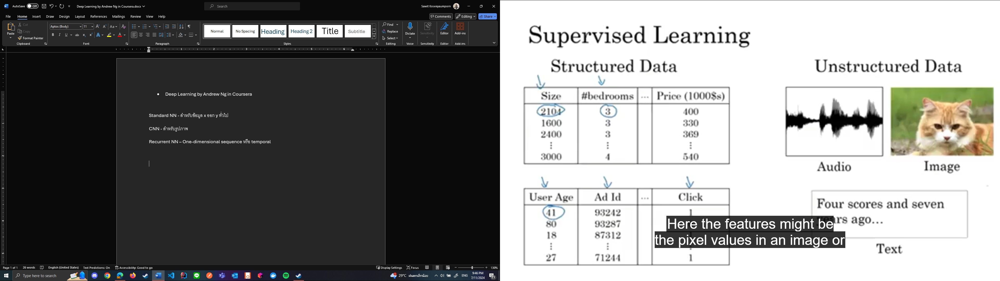 AutoSave Off
Deep Learning by Andrew Ng in Coursera.docx
Search
Sawit Koseeyaumporn
File Home Insert Draw Design Layout References Mailings Review View Help
Comments Editing Share
Paste
Cut
Copy
Format Painter
Clipboard
Aptos (Body) 11
Font
Paragraph
Normal No Spacing Heading Heading 2 Title Subtitle
Styles
Find
Replace
Select
Editing
Dictate
Voice
Sensitivity
Sensitivity
Editor
Editor
Add-ins
Add-ins
1 2 3 4 5 6
• Deep Learning by Andrew Ng in Coursera
Standard NN - สำหรับข้อมูล x ออก y ทั่วไป
CNN - สำหรับรูปภาพ
Recurrent NN – One-dimensional sequence หรือ temporal
Page 1 of 1 26 words English (United States) Text Predictions: On Accessibility: Good to go
Display Settings Focus 130%
Type here to search
29°C ฝนตกเล็กน้อย ENG
9:46 PM
7/11/2024
23
Supervised Learning
Structured Data
Size #bedrooms ... Price (1000$s)
2104 3 400
1600 3 330
2400 3 369
3000 4 540
User Age Ad Id ... Click
41 93242 1
80 93287
18 87312
27 71244 1
Unstructured Data
Audio
Image
Four scores and seven
years ago...
Text
Here the features might be
the pixel values in an image or